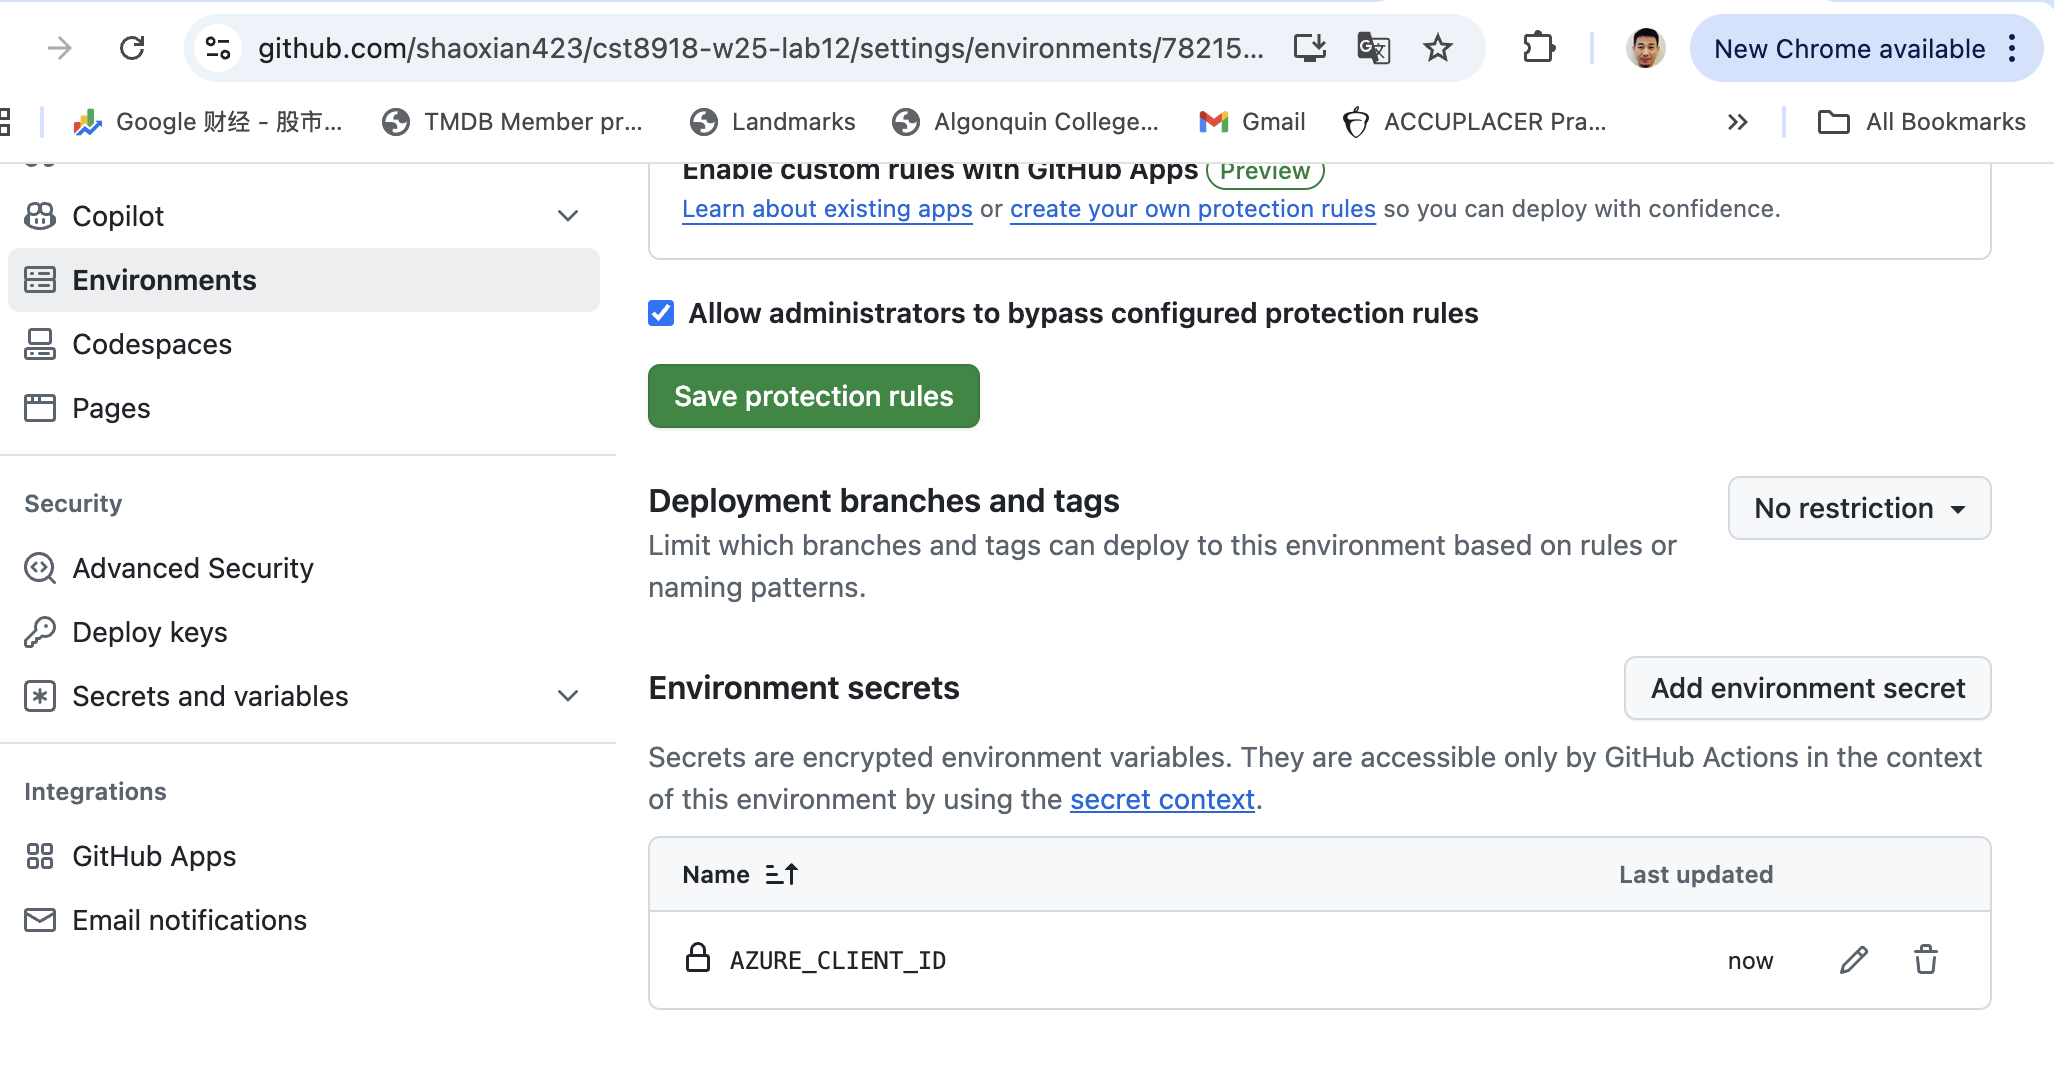 github.com/shaoxian423/cst8918-w25-lab12/settings/environments/78215...
New Chrome available
Google 财经 - 股市...
TMDB Member pr...
Landmarks
Algonquin College...
Gmail
ACCUPLACER Pra...
All Bookmarks
Copilot
Environments
Codespaces
Pages
Security
Advanced Security
Deploy keys
Secrets and variables
Integrations
GitHub Apps
Email notifications
Enable custom rules with GitHub Apps Preview
Learn about existing apps or create your own protection rules so you can deploy with confidence.
Allow administrators to bypass configured protection rules
Save protection rules
Deployment branches and tags
No restriction
Limit which branches and tags can deploy to this environment based on rules or
naming patterns.
Environment secrets
Add environment secret
Secrets are encrypted environment variables. They are accessible only by GitHub Actions in the context
of this environment by using the secret context.
Name
Last updated
AZURE_CLIENT_ID
now